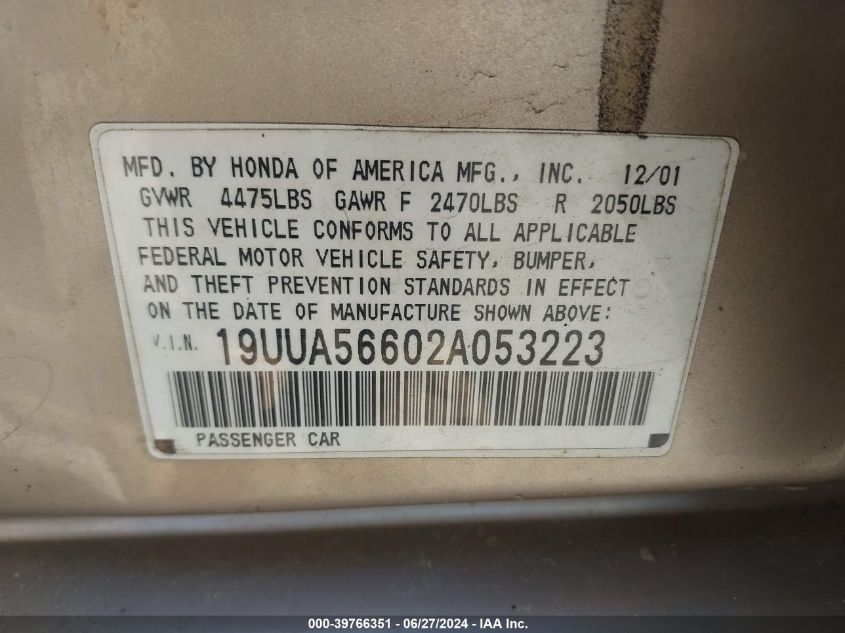 MFD. BY HONDA OF AMERICA MFG., INC. 12/01
GVWR 4475LBS GAWR F 2470LBS R 2050LBS
THIS VEHICLE CONFORMS TO ALL APPLICABLE
FEDERAL MOTOR VEHICLE SAFETY, BUMPER,
AND THEFT PREVENTION STANDARDS IN EFFECT
ON THE DATE OF MANUFACTURE SHOWN ABOVE:
V.I.N. 19UUA56602A053223
PASSENGER CAR
000-39766351 - 06/27/2024 - IAA Holdings, LLC.